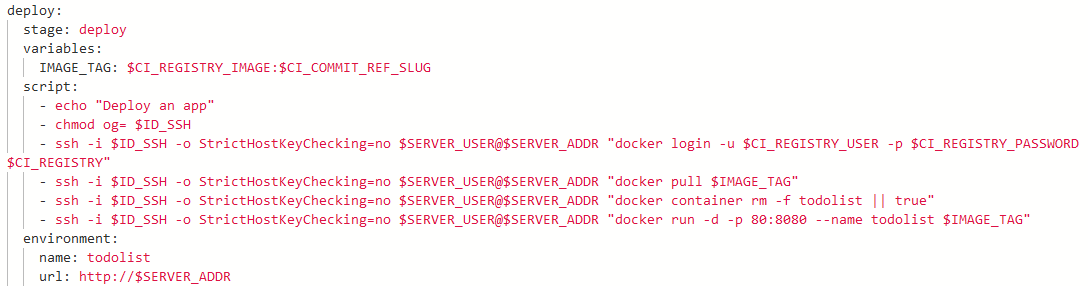 deploy:
  stage: deploy
  variables:
    IMAGE_TAG: $CI_REGISTRY_IMAGE:$CI_COMMIT_REF_SLUG
  script:
    - echo "Deploy an app"
    - chmod og= $ID_SSH
    - ssh -i $ID_SSH -o StrictHostKeyChecking=no $SERVER_USER@$SERVER_ADDR "docker login -u $CI_REGISTRY_USER -p $CI_REGISTRY_PASSWORD
$CI_REGISTRY"
    - ssh -i $ID_SSH -o StrictHostKeyChecking=no $SERVER_USER@$SERVER_ADDR "docker pull $IMAGE_TAG"
    - ssh -i $ID_SSH -o StrictHostKeyChecking=no $SERVER_USER@$SERVER_ADDR "docker container rm -f todolist || true"
    - ssh -i $ID_SSH -o StrictHostKeyChecking=no $SERVER_USER@$SERVER_ADDR "docker run -d -p 80:8080 --name todolist $IMAGE_TAG"
  environment:
    name: todolist
    url: http://$SERVER_ADDR